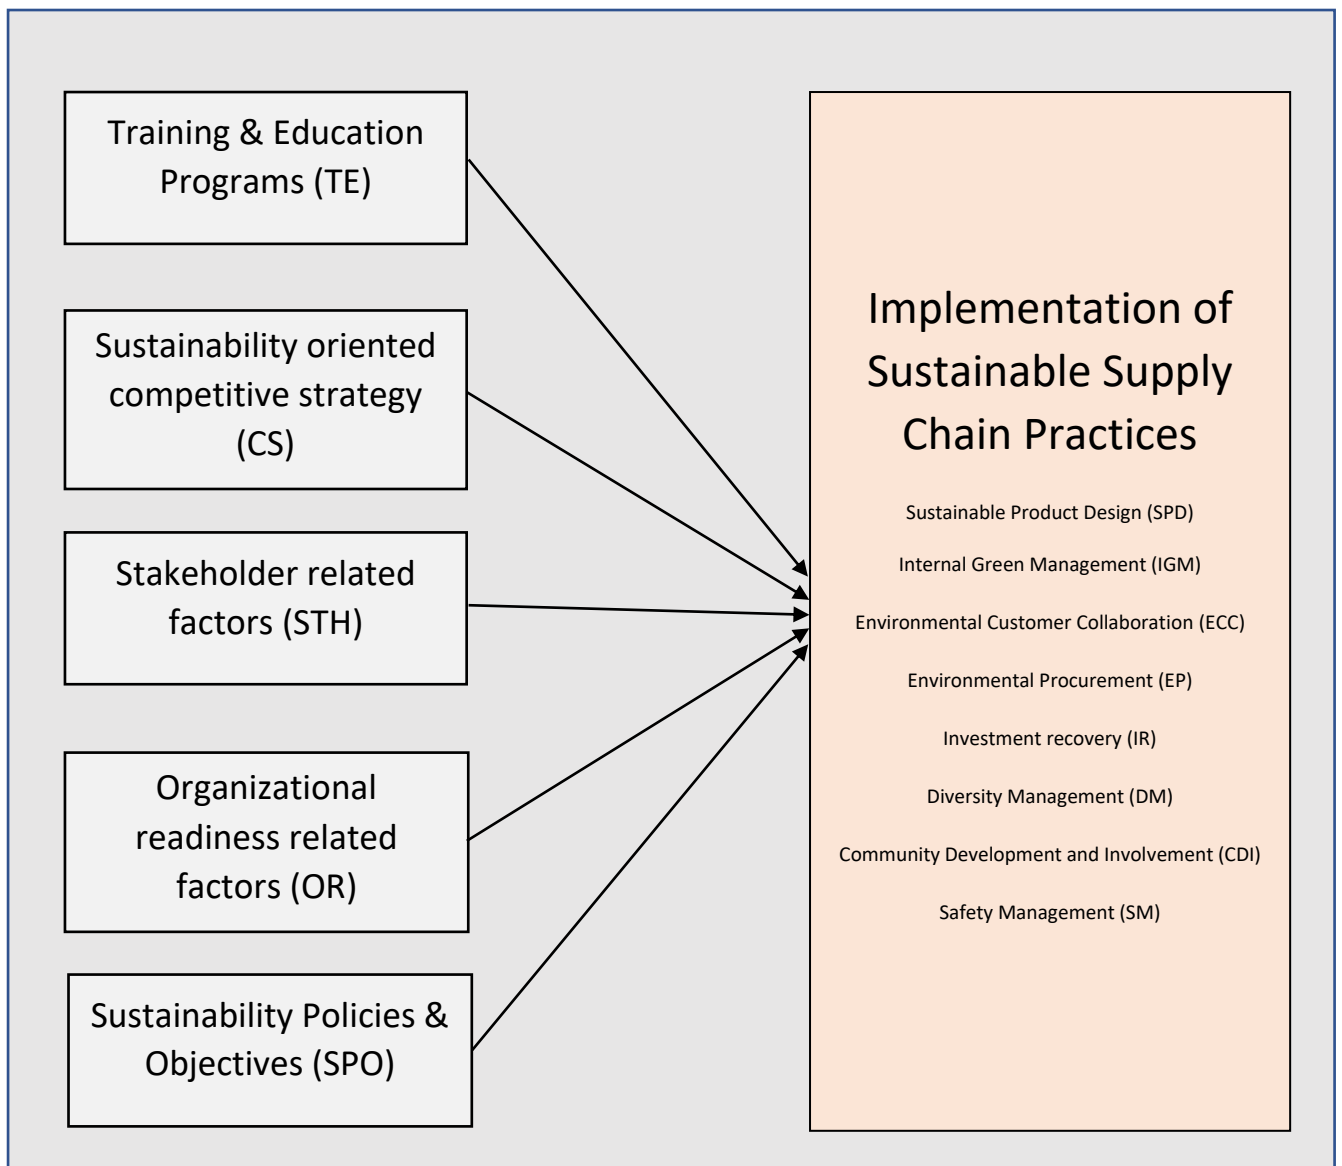 Training & Education
Programs (TE)
Sustainability oriented
competitive strategy
(CS)
Stakeholder related
factors (STH)
Organizational
readiness related
factors (OR)
Sustainability Policies &
Objectives (SPO)
Implementation of
Sustainable Supply
Chain Practices
Sustainable Product Design (SPD)
Internal Green Management (IGM)
Environmental Customer Collaboration (ECC)
Environmental Procurement (EP)
Investment recovery (IR)
Diversity Management (DM)
Community Development and Involvement (CDI)
Safety Management (SM)